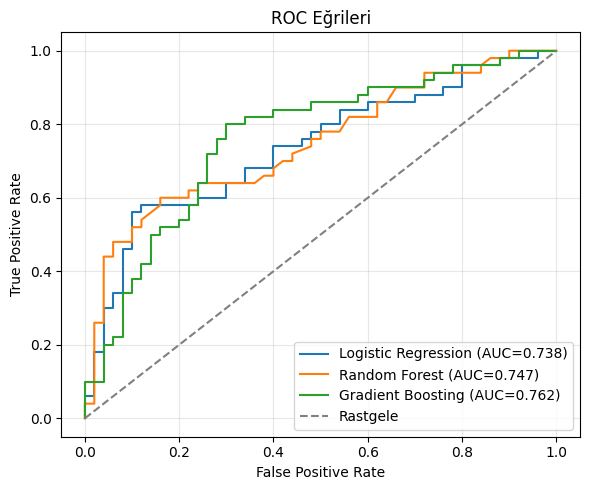 ROC Eğrileri
True Positive Rate
1.0
0.8
0.6
0.4
0.2
0.0
Logistic Regression (AUC=0.738)
Random Forest (AUC=0.747)
Gradient Boosting (AUC=0.762)
Rastgele
0.0 0.2 0.4 0.6 0.8 1.0
False Positive Rate